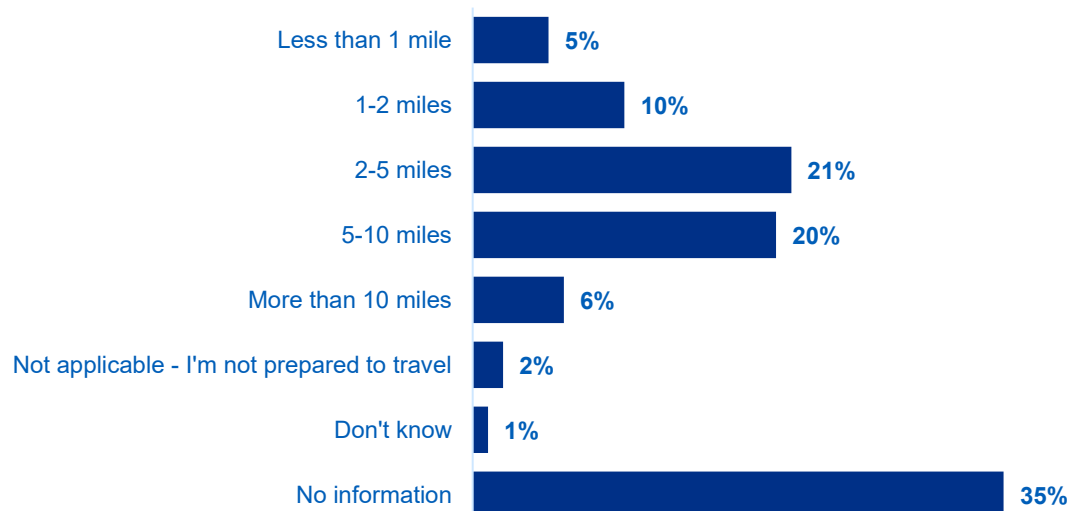 Less than 1 mile 5%
1-2 miles 10%
2-5 miles 21%
5-10 miles 20%
More than 10 miles 6%
Not applicable - I'm not prepared to travel 2%
Don't know 1%
No information 35%